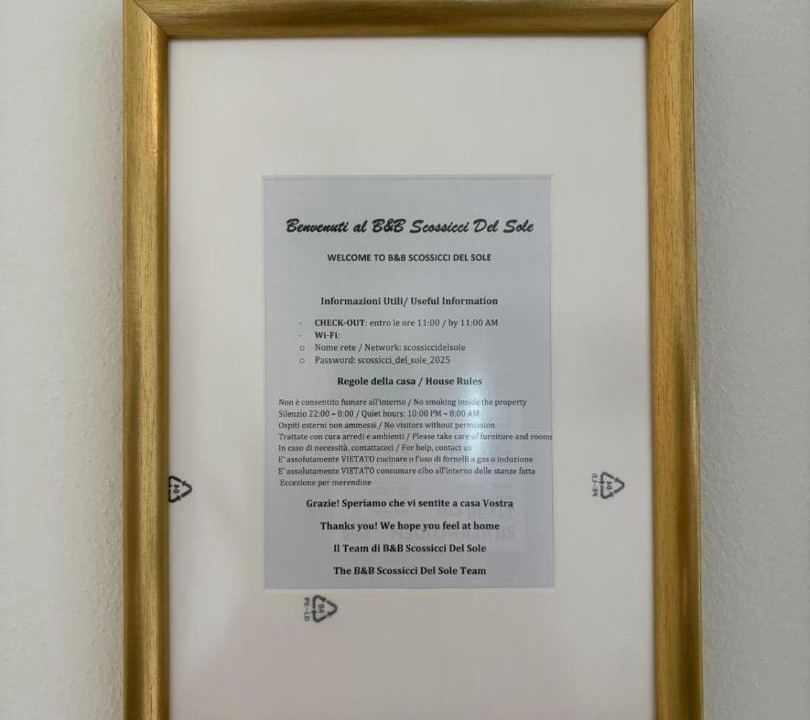 Benvenuti al B&B Scossicci Del Sole
WELCOME TO B&B SCOSSICCI DEL SOLE
Informazioni Utili/ Useful Information
- CHECK-OUT: entro le ore 11:00 / by 11:00 AM
- Wi-Fi:
o Nome rete / Network: scossiccidelsole
o Password: scossicci_del_sole_2025
Regole della casa / House Rules
Non è consentito fumare all'interno / No smoking inside the property
Silenzio 22:00 – 8:00 / Quiet hours: 10:00 PM – 8:00 AM
Ospiti esterni non ammessi / No visitors without permission
Trattate con cura arredi e ambienti / Please take care of furniture and rooms
In caso di necessità, contattateci / For help, contact us
E' assolutamente VIETATO cucinare o l'uso di fornelli a gas o induzione
E' assolutamente VIETATO consumare cibo all'interno delle stanze fatta
Eccezione per merendine
Grazie! Speriamo che vi sentite a casa Vostra
Thanks you! We hope you feel at home
Il Team di B&B Scossicci Del Sole
The B&B Scossicci Del Sole Team